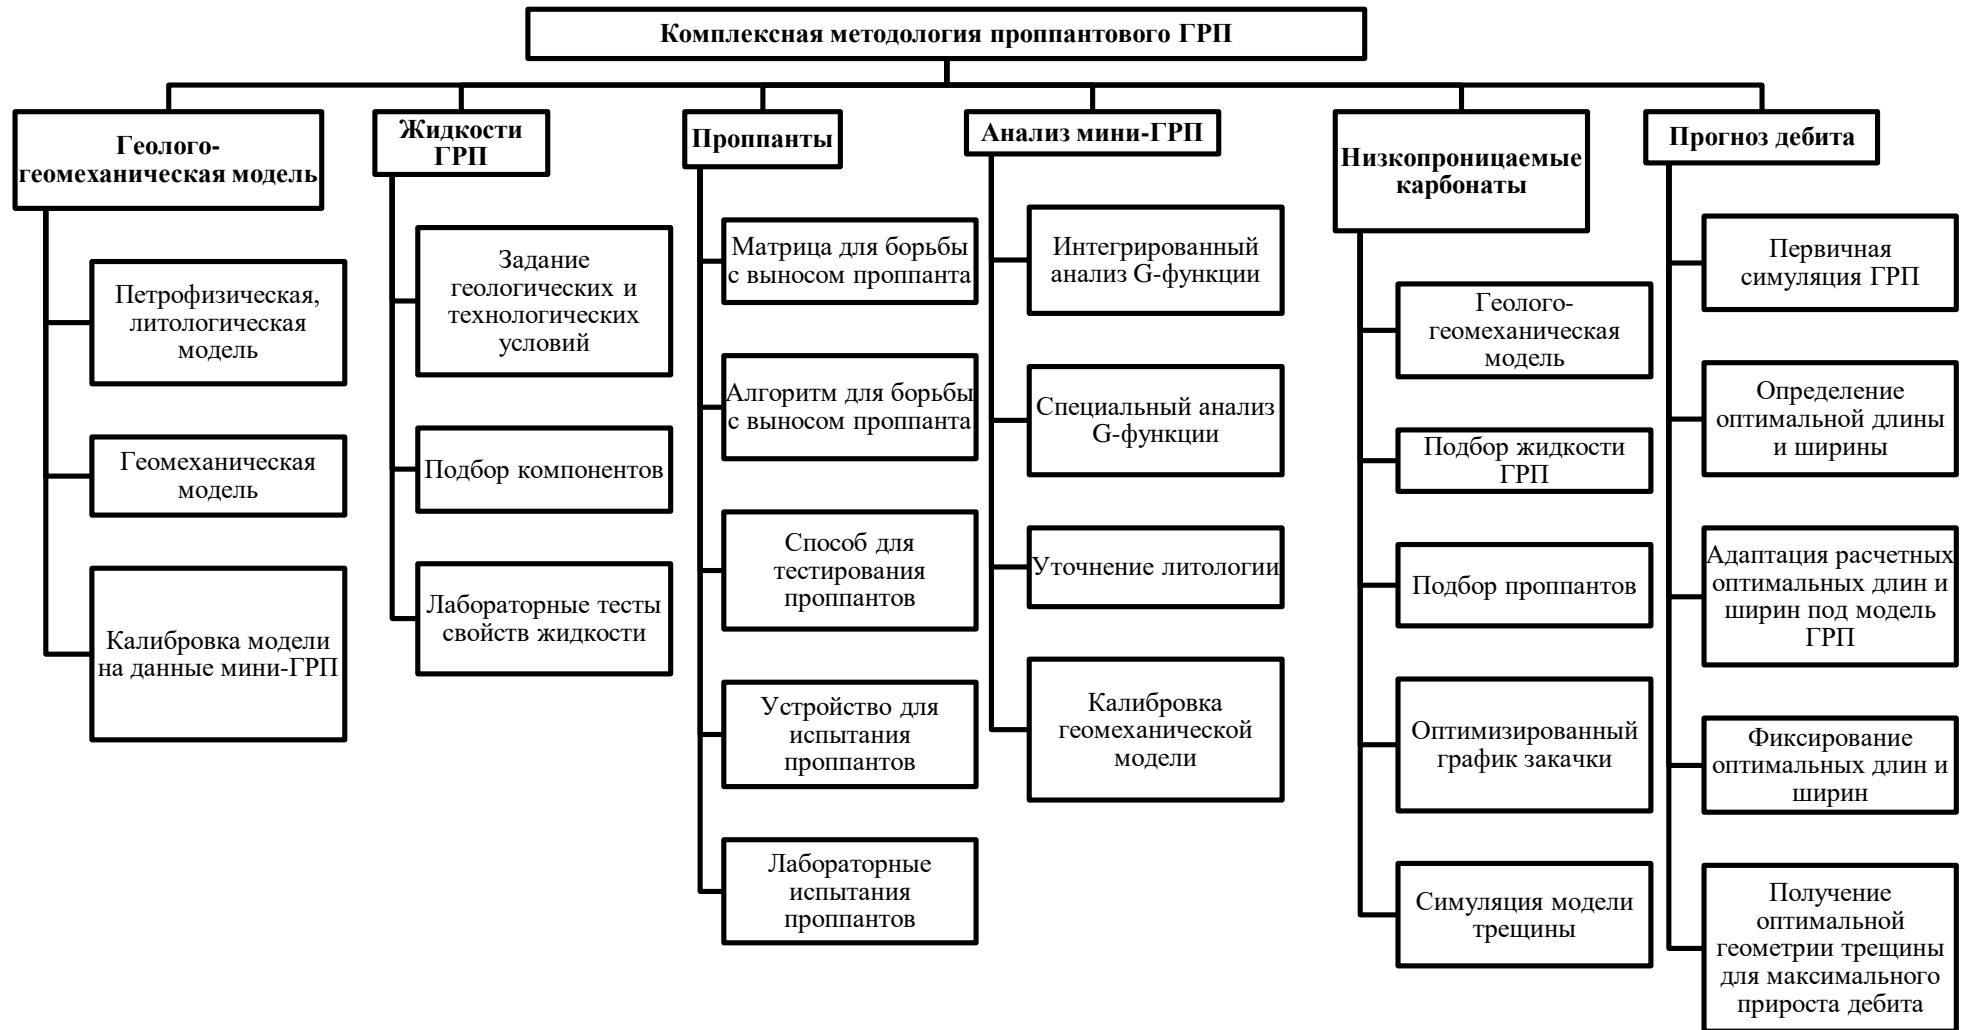 Комплексная методология проппантового ГРП
Геолого-
геомеханическая модель
Петрофизическая,
литологическая
модель
Геомеханическая
модель
Калибровка модели
на данные мини-ГРП
Жидкости
ГРП
Задание
геологических и
технологических
условий
Подбор компонентов
Лабораторные тесты
свойств жидкости
Проппанты
Матрица для борьбы
с выносом проппанта
Алгоритм для борьбы
с выносом проппанта
Способ для
тестирования
проппантов
Устройство для
испытания
проппантов
Лабораторные
испытания
проппантов
Анализ мини-ГРП
Интегрированный
анализ G-функции
Специальный анализ
G-функции
Уточнение литологии
Калибровка
геомеханической
модели
Низкопроницаемые
карбонаты
Геолого-
геомеханическая
модель
Подбор жидкости
ГРП
Подбор проппантов
Оптимизированный
график закачки
Симуляция модели
трещины
Прогноз дебита
Первичная
симуляция ГРП
Определение
оптимальной длины
и ширины
Адаптация расчетных
оптимальных длин и
ширин под модель
ГРП
Фиксирование
оптимальных длин и
ширин
Получение
оптимальной
геометрии трещины
для максимального
прироста дебита